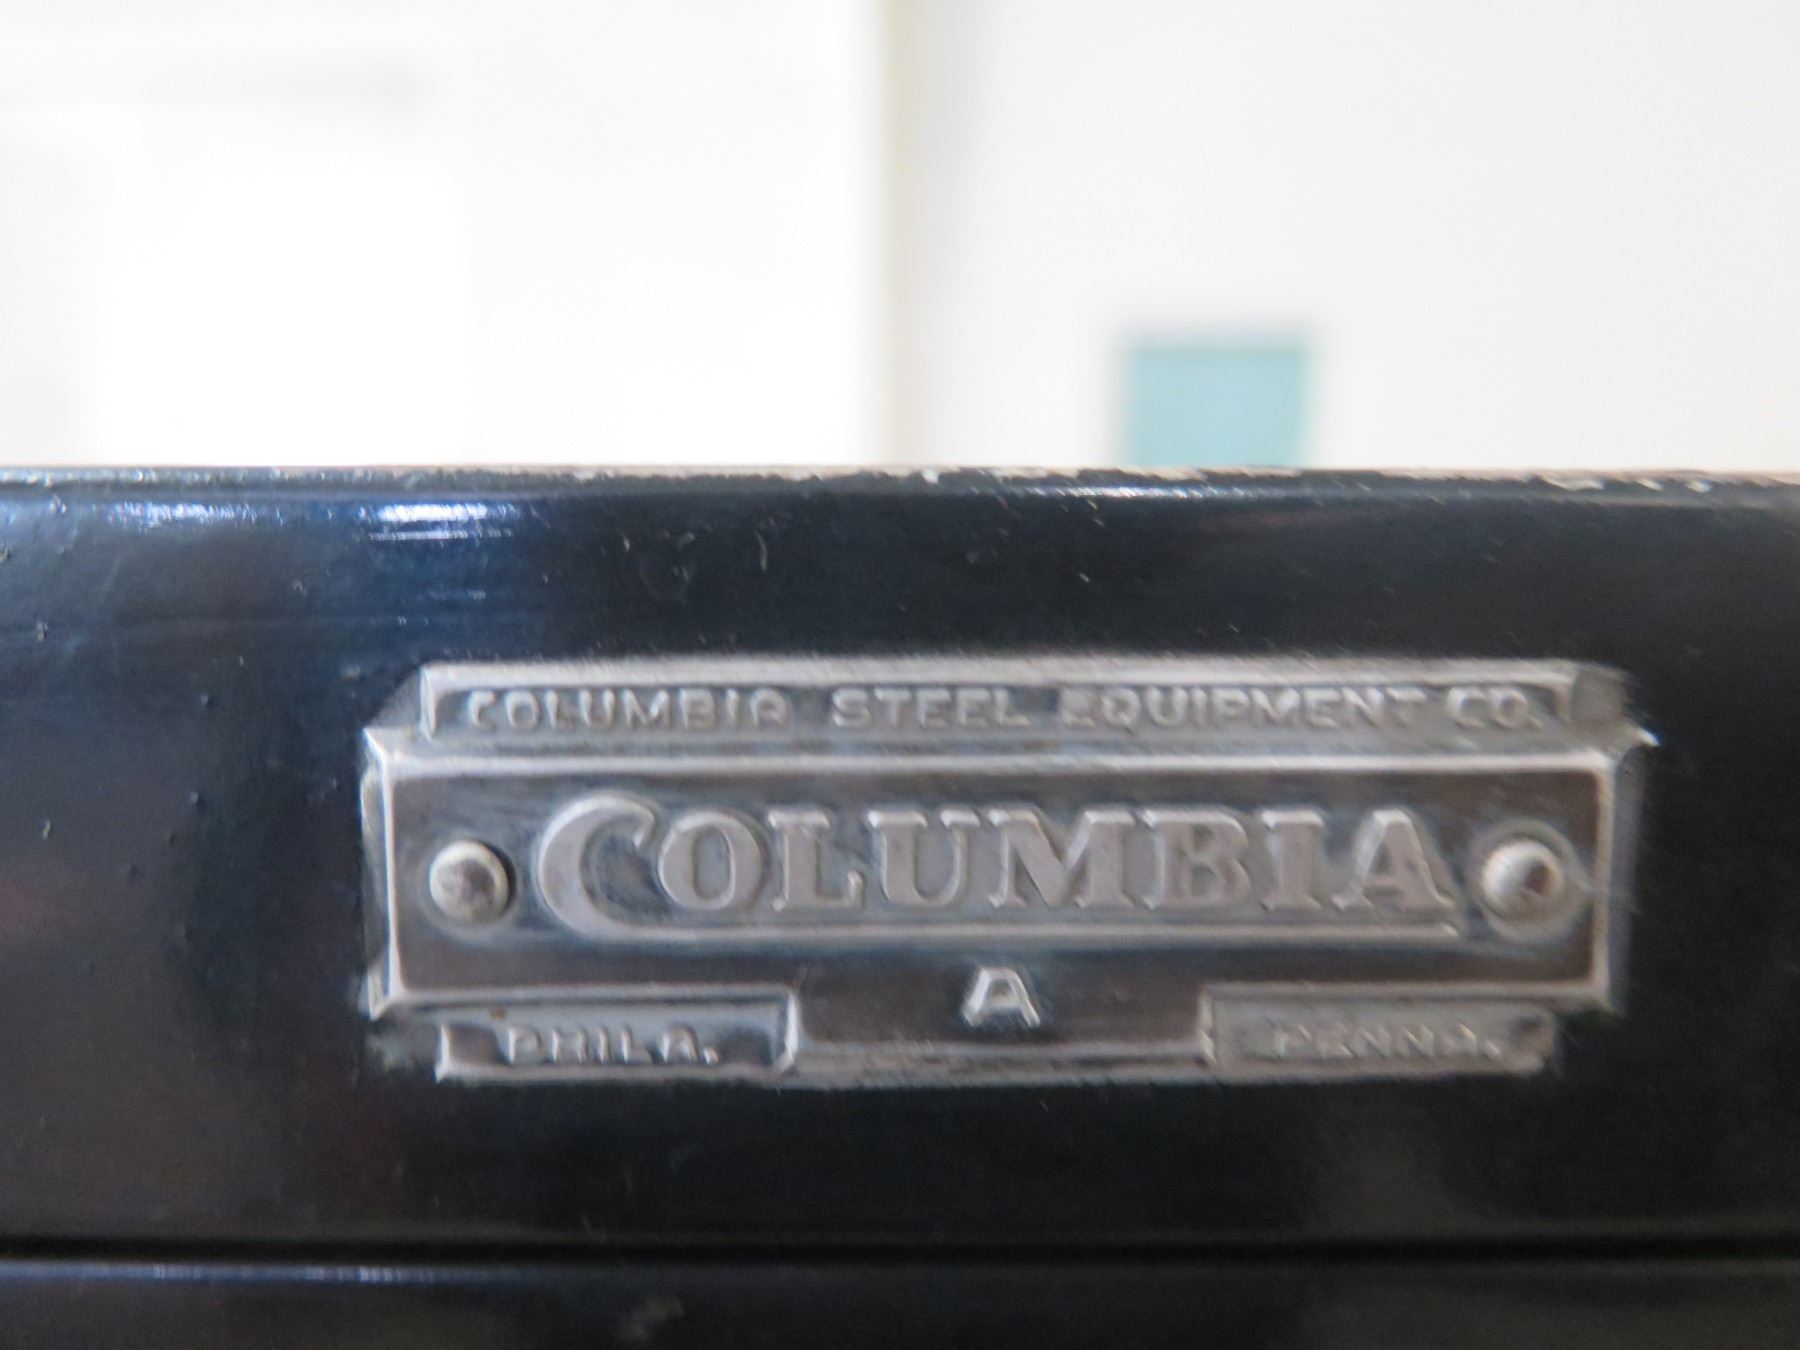 COLUMBIA STEEL EQUIPMENT CO.
COLUMBIA
A
PHILA. PENNA.